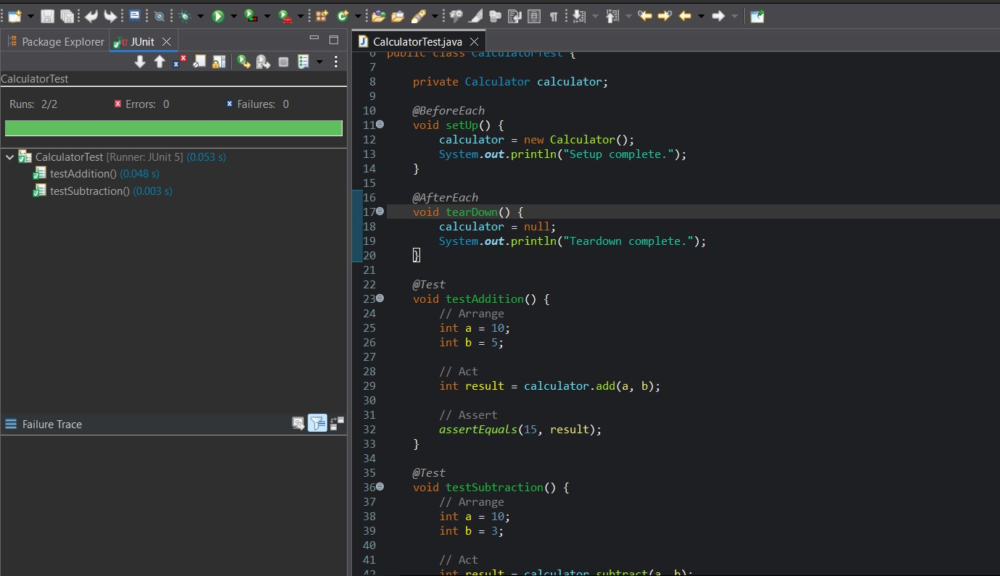 Package Explorer
JUnit
CalculatorTest
Runs: 2/2
Errors: 0
Failures: 0
CalculatorTest [Runner: JUnit 5] (0.053 s)
testAddition() (0.048 s)
testSubtraction() (0.003 s)
Failure Trace
CalculatorTest.java
6 public class CalculatorTest {
7
8 private Calculator calculator;
9
10 @BeforeEach
11 void setUp() {
12 calculator = new Calculator();
13 System.out.println("Setup complete.");
14 }
15
16 @AfterEach
17 void tearDown() {
18 calculator = null;
19 System.out.println("Teardown complete.");
20 }
21
22 @Test
23 void testAddition() {
24 // Arrange
25 int a = 10;
26 int b = 5;
27
28 // Act
29 int result = calculator.add(a, b);
30
31 // Assert
32 assertEquals(15, result);
33 }
34
35 @Test
36 void testSubtraction() {
37 // Arrange
38 int a = 10;
39 int b = 3;
40
41 // Act
42 int result = calculator.subtract(a, b);